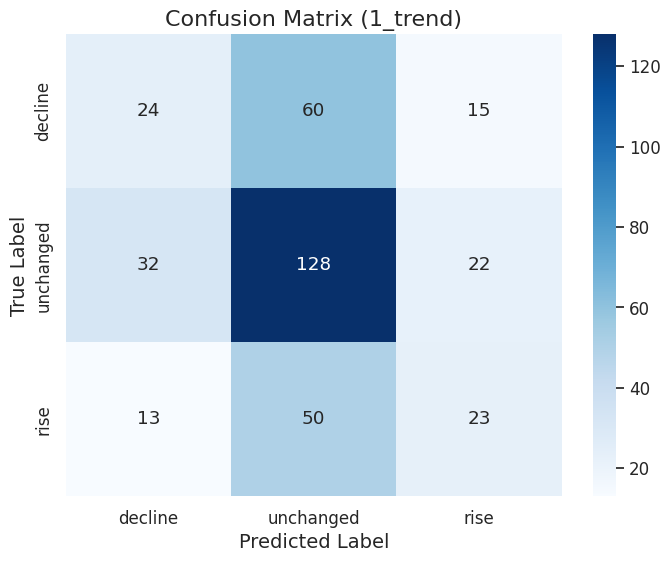 Confusion Matrix (1_trend)
True Label
decline
unchanged
rise
24 60 15
32 128 22
13 50 23
decline unchanged rise
Predicted Label
120
100
80
60
40
20